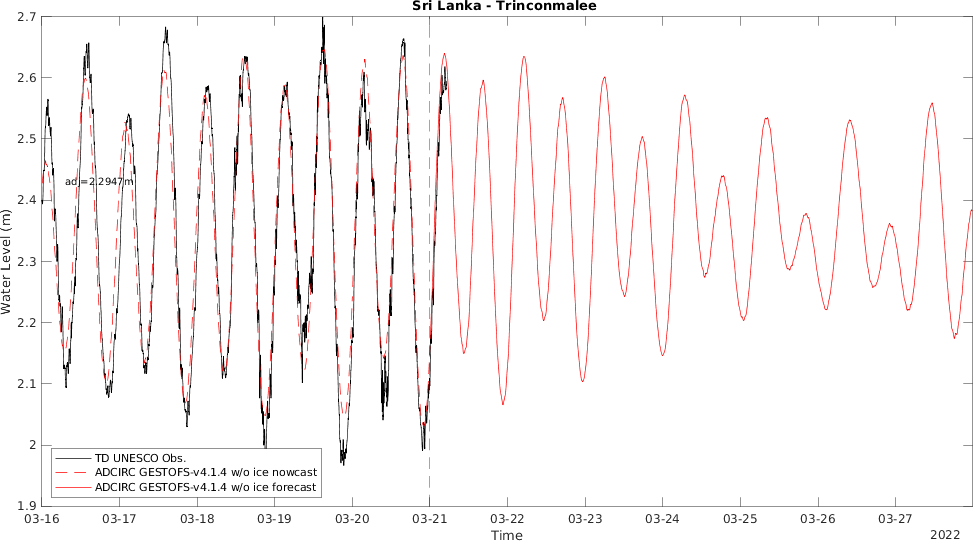 Sri Lanka - Trinconmalee
2.7
2.6
2.5
2.4
2.3
2.2
2.1
2
1.9
Water Level (m)
adj=2.2947m
TD UNESCO Obs.
ADCIRC GESTOFS-v4.1.4 w/o ice nowcast
ADCIRC GESTOFS-v4.1.4 w/o ice forecast
03-16 03-17 03-18 03-19 03-20 03-21 03-22 03-23 03-24 03-25 03-26 03-27
Time
2022